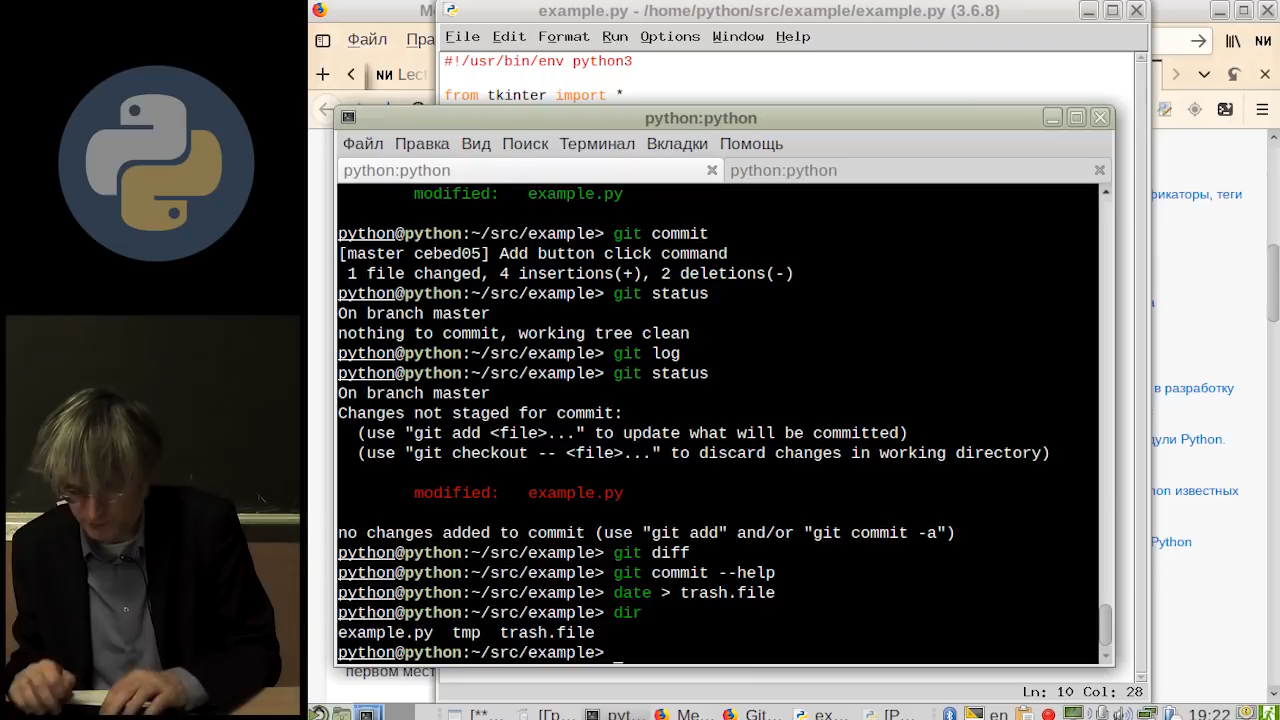 example.py - /home/python/src/example/example.py (3.6.8)
Файл
File Edit Format Run Options Window Help
#!/usr/bin/env python3
Lect
from tkinter import *
python:python
Файл Правка Вид Поиск Терминал Вкладки Помощь
python:python
python:python
modified: example.py
python@python:~/src/example> git commit
[master cebed05] Add button click command
1 file changed, 4 insertions(+), 2 deletions(-)
python@python:~/src/example> git status
On branch master
nothing to commit, working tree clean
python@python:~/src/example> git log
python@python:~/src/example> git status
On branch master
Changes not staged for commit:
(use "git add <file>..." to update what will be committed)
(use "git checkout -- <file>..." to discard changes in working directory)
modified: example.py
no changes added to commit (use "git add" and/or "git commit -a")
python@python:~/src/example> git diff
python@python:~/src/example> git commit --help
python@python:~/src/example> date > trash.file
python@python:~/src/example> dir
example.py tmp trash.file
python@python:~/src/example>
фикаторы, теги
в разработку
дули Python.
hon известных
Python
первом мест
Ln: 10 Col: 28
[**
[Гр
pyt
Me
Git
ex
[P
en
19:22